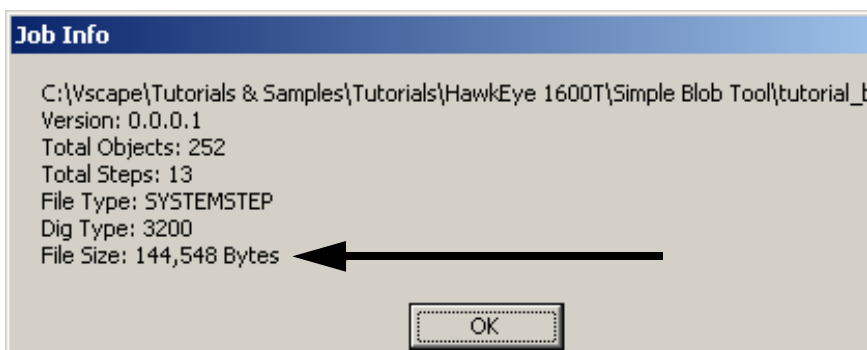 Job Info
C:\Vscape\Tutorials & Samples\Tutorials\HawkEye 1600T\Simple Blob Tool\tutorial_b
Version: 0.0.0.1
Total Objects: 252
Total Steps: 13
File Type: SYSTEMSTEP
Dig Type: 3200
File Size: 144,548 Bytes
OK